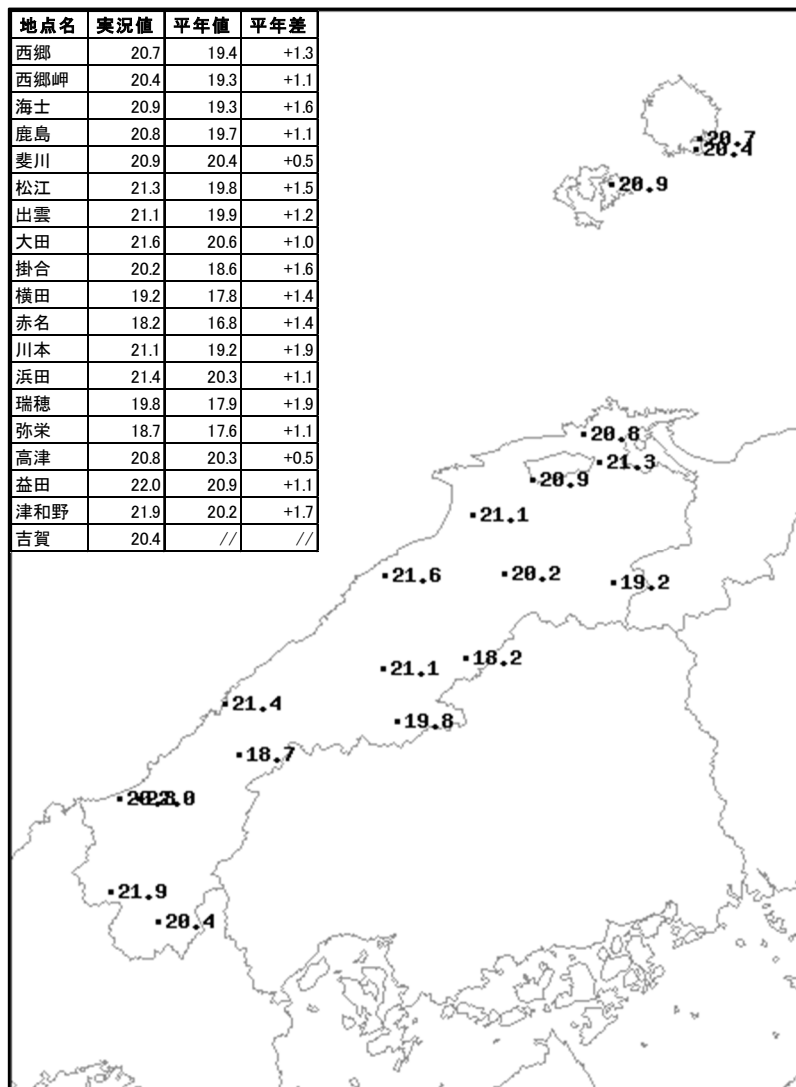 地点名 実況値 平年値 平年差
西郷 20.7 19.4 +1.3
西郷岬 20.4 19.3 +1.1
海士 20.9 19.3 +1.6
鹿島 20.8 19.7 +1.1
斐川 20.9 20.4 +0.5
松江 21.3 19.8 +1.5
出雲 21.1 19.9 +1.2
大田 21.6 20.6 +1.0
掛合 20.2 18.6 +1.6
横田 19.2 17.8 +1.4
赤名 18.2 16.8 +1.4
川本 21.1 19.2 +1.9
浜田 21.4 20.3 +1.1
瑞穂 19.8 17.9 +1.9
弥栄 18.7 17.6 +1.1
高津 20.8 20.3 +0.5
益田 22.0 20.9 +1.1
津和野 21.9 20.2 +1.7
吉賀 20.4 // //
20.7
20.4
20.9
20.8
21.3
20.9
21.1
21.6
20.2
19.2
18.2
21.1
21.4
19.8
18.7
20.8
22.0
21.9
20.4